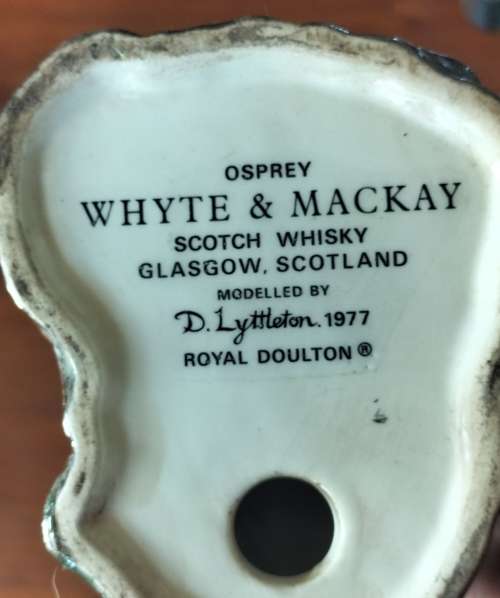 OSPREY
WHYTE & MACKAY
SCOTCH WHISKY
GLASGOW, SCOTLAND
MODELLED BY
D. Lyttleton. 1977
ROYAL DOULTON ®